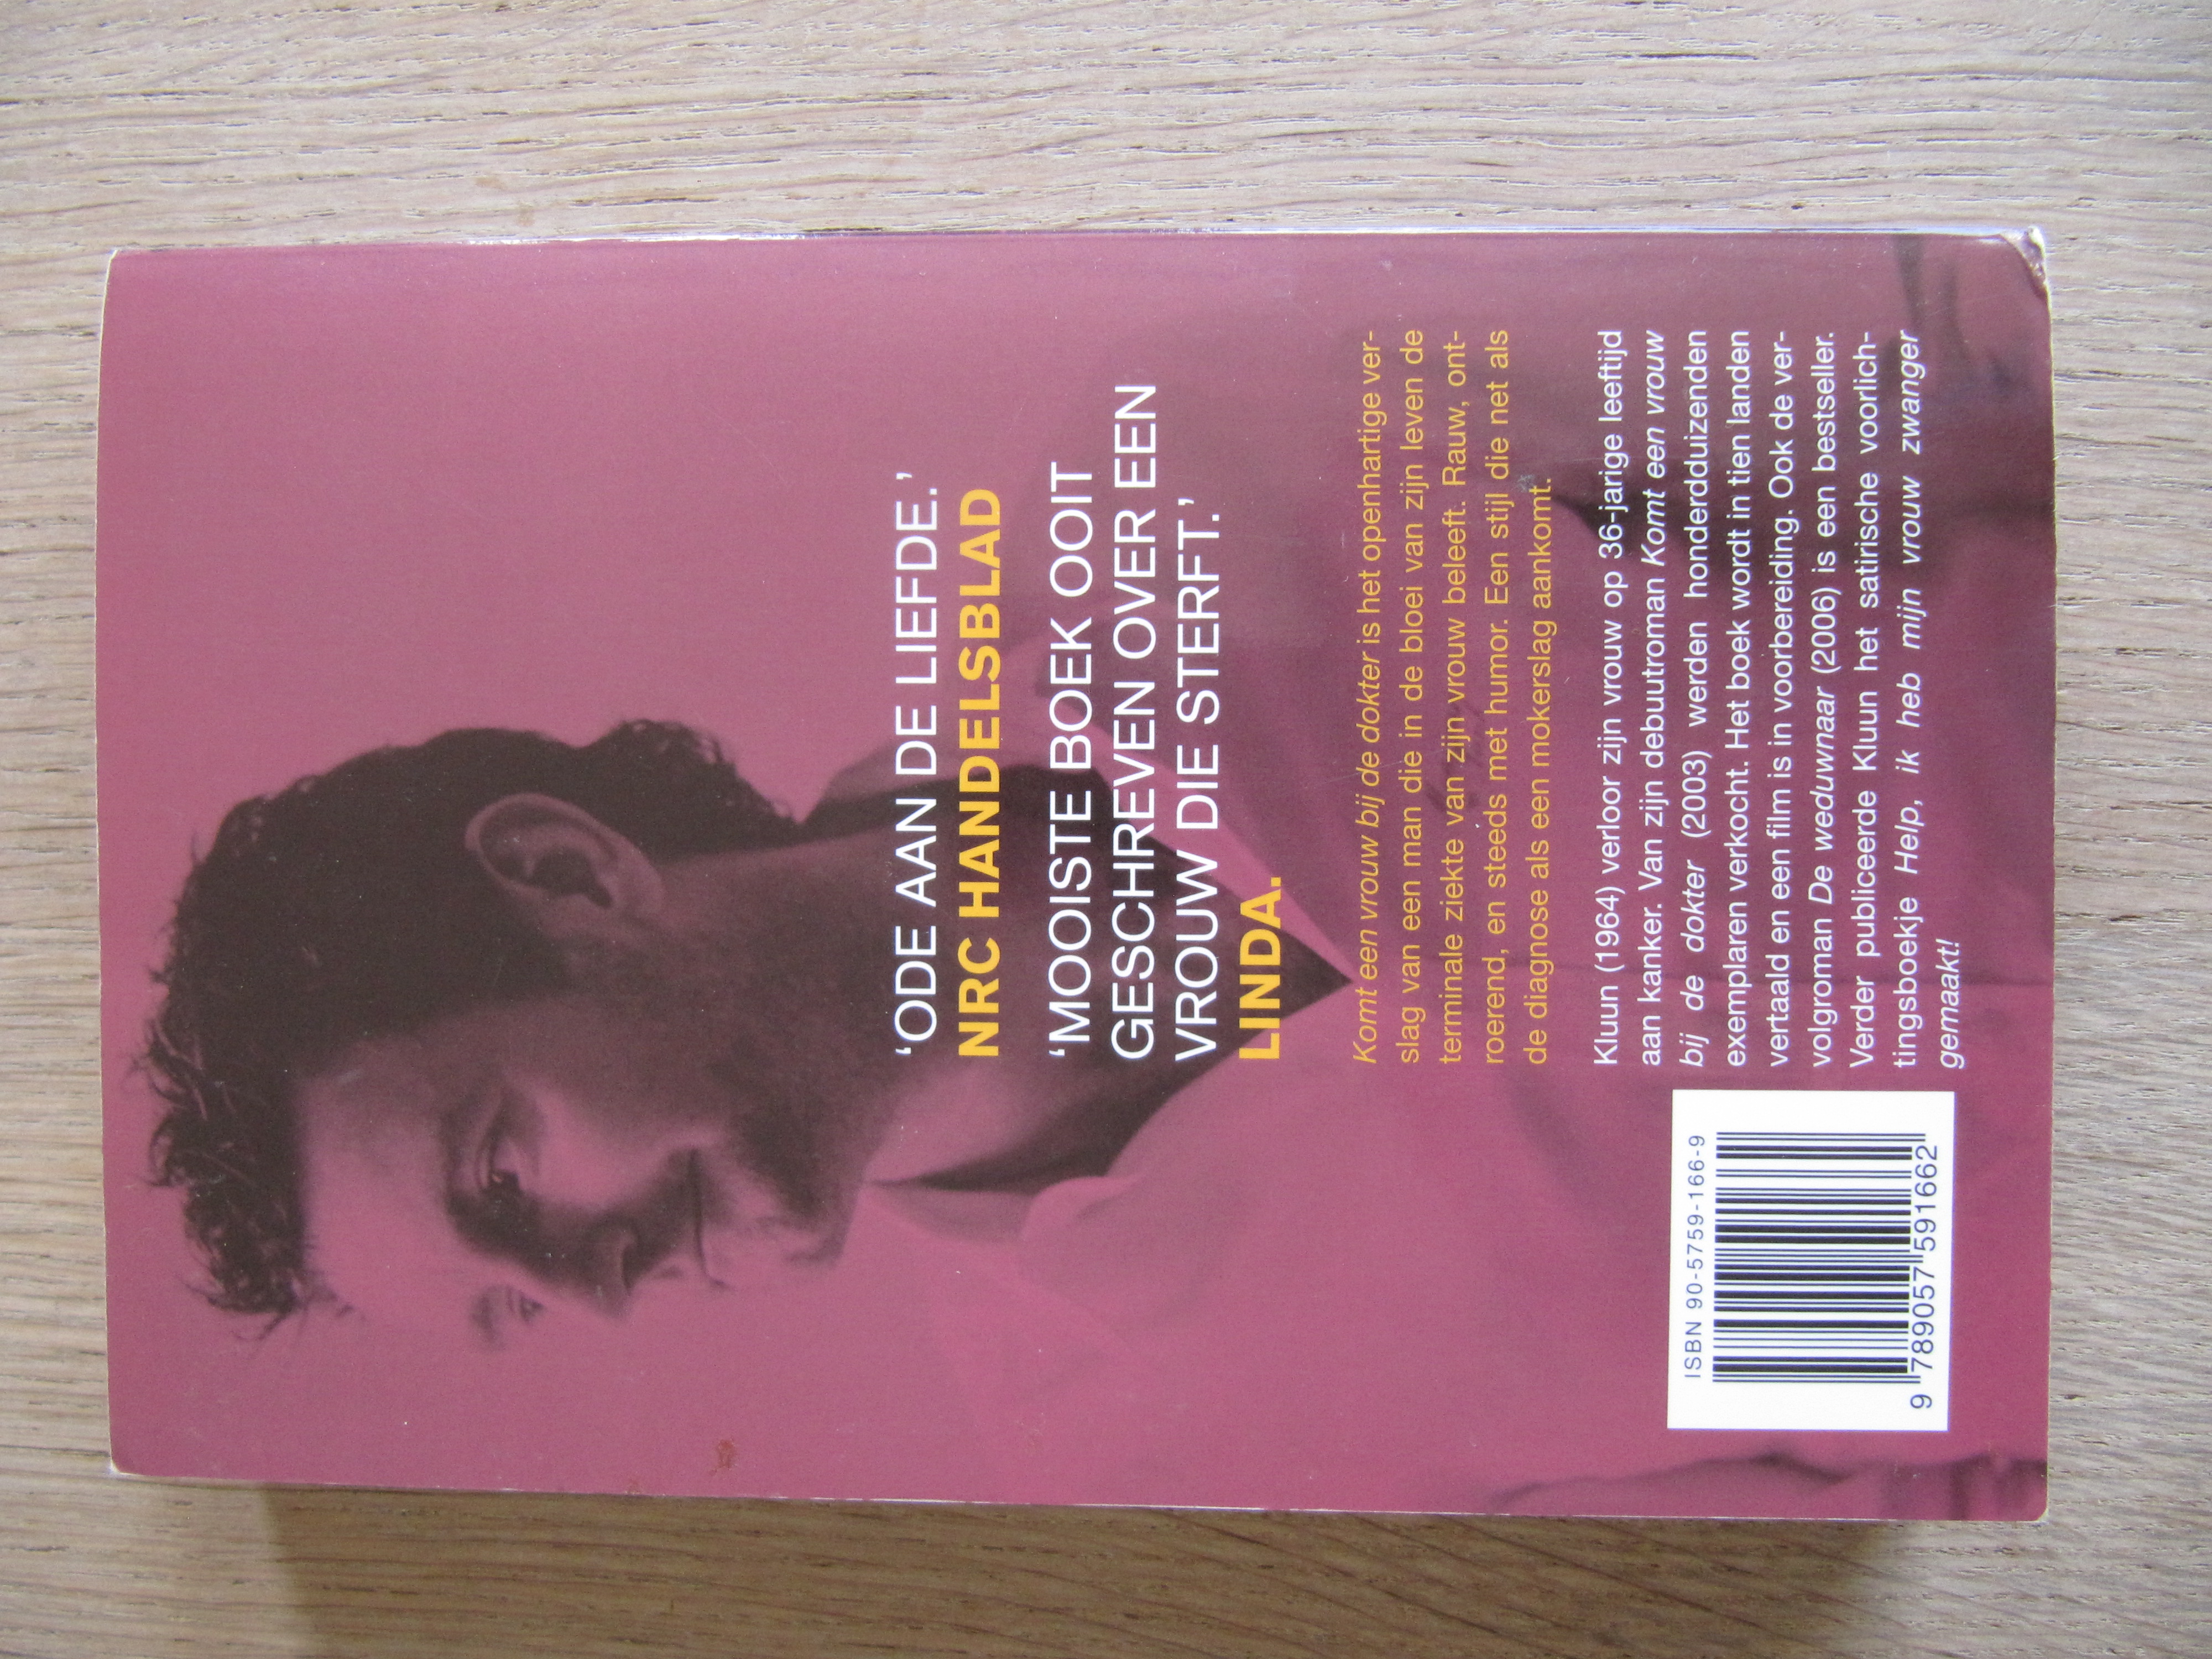 ‘ODE AAN DE LIEFDE.’
NRC HANDELSBLAD
‘MOOISTE BOEK OOIT
GESCHREVEN OVER EEN
VROUW DIE STERFT.’
LINDA.
Komt een vrouw bij de dokter is het openhartige ver-
slag van een man die in de bloei van zijn leven de
terminale ziekte van zijn vrouw beleeft. Rauw, ont-
roerend, en steeds met humor. Een stijl die net als
de diagnose als een mokerslag aankomt.
Kluun (1964) verloor zijn vrouw op 36-jarige leeftijd
aan kanker. Van zijn debuutroman Komt een vrouw
bij de dokter (2003) werden honderdduizenden
exemplaren verkocht. Het boek wordt in tien landen
vertaald en een film is in voorbereiding. Ook de ver-
volgroman De weduwnaar (2006) is een bestseller.
Verder publiceerde Kluun het satirische voorlich-
tingsboekje Help, ik heb mijn vrouw zwanger
gemaakt!
ISBN 90-5759-166-9
9 789057 591662